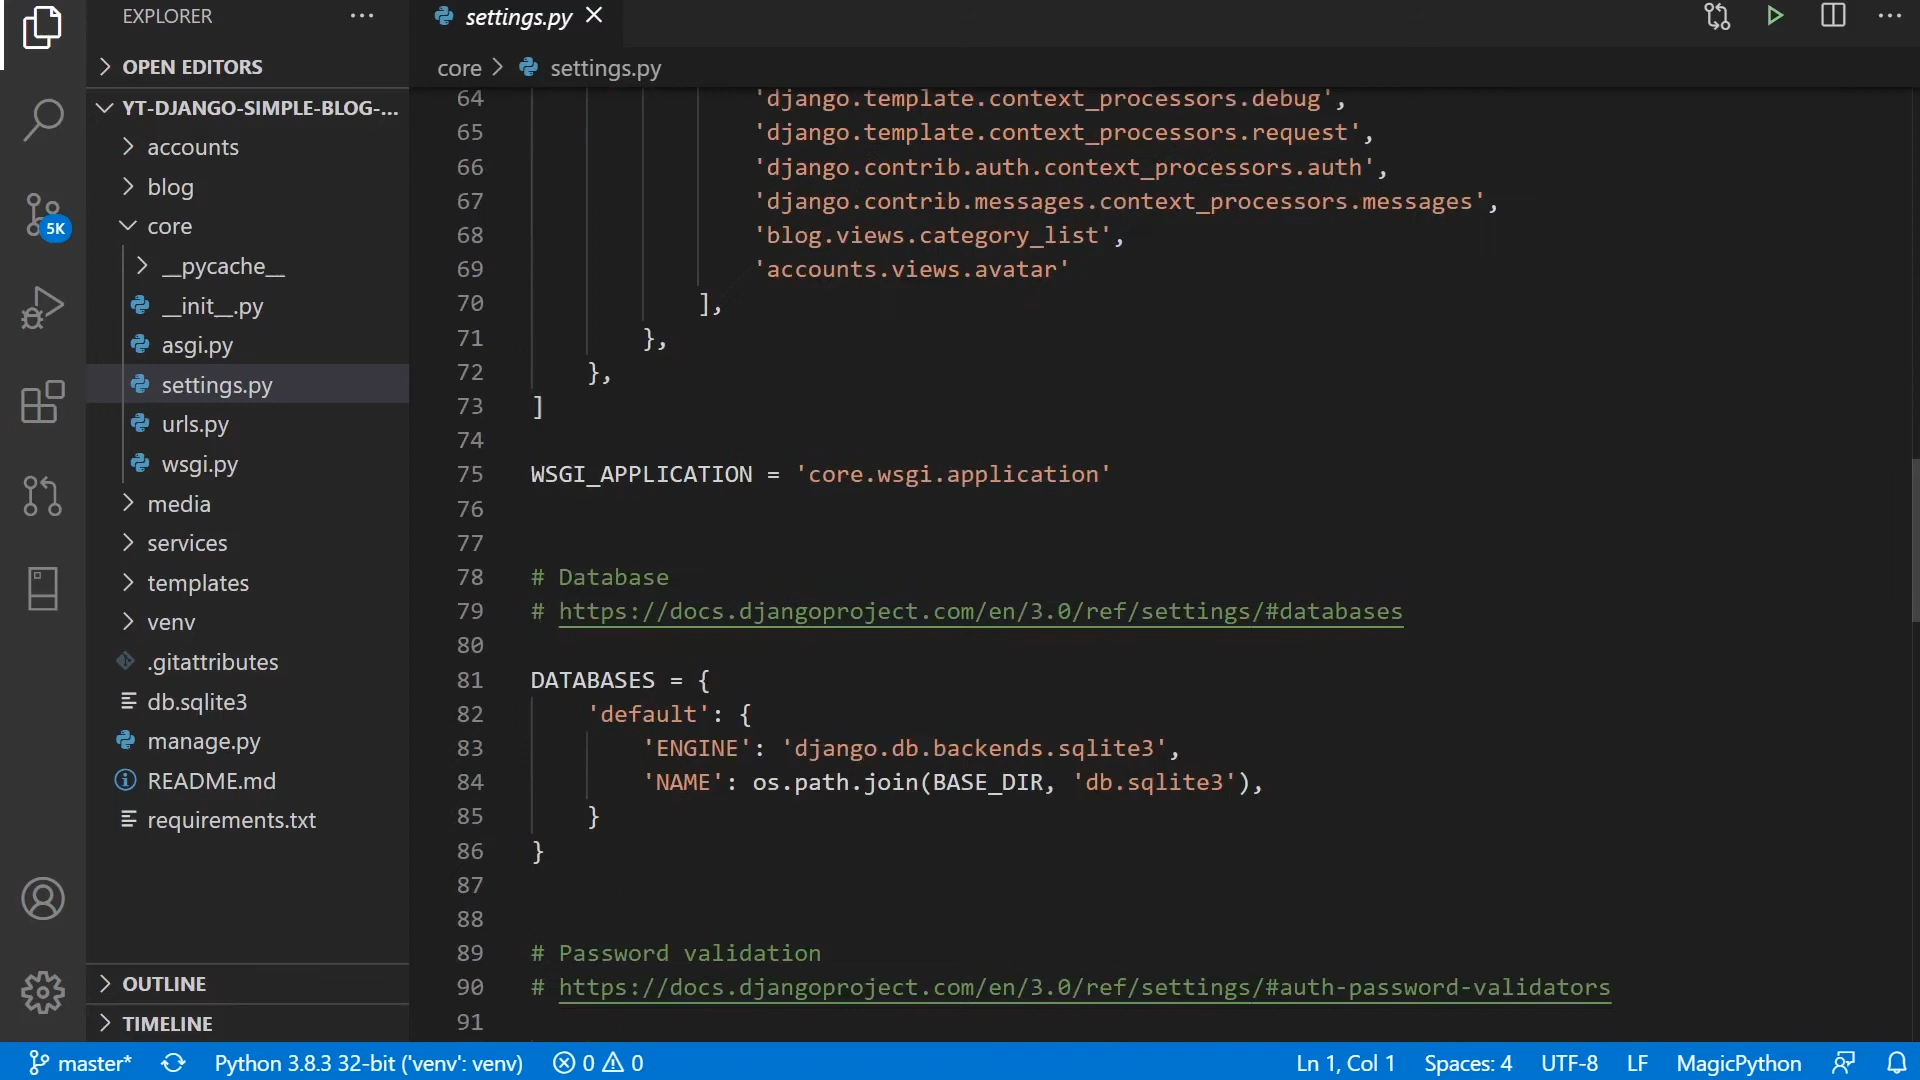 EXPLORER
OPEN EDITORS
YT-DJANGO-SIMPLE-BLOG-...
accounts
blog
core
__pycache__
__init__.py
asgi.py
settings.py
urls.py
wsgi.py
media
services
templates
venv
.gitattributes
db.sqlite3
manage.py
README.md
requirements.txt
OUTLINE
TIMELINE
5K
settings.py
core > settings.py
64 'django.template.context_processors.debug',
65 'django.template.context_processors.request',
66 'django.contrib.auth.context_processors.auth',
67 'django.contrib.messages.context_processors.messages',
68 'blog.views.category_list',
69 'accounts.views.avatar'
70 ],
71 },
72 },
73 ]
74
75 WSGI_APPLICATION = 'core.wsgi.application'
76
77
78 # Database
79 # https://docs.djangoproject.com/en/3.0/ref/settings/#databases
80
81 DATABASES = {
82 'default': {
83 'ENGINE': 'django.db.backends.sqlite3',
84 'NAME': os.path.join(BASE_DIR, 'db.sqlite3'),
85 }
86 }
87
88
89 # Password validation
90 # https://docs.djangoproject.com/en/3.0/ref/settings/#auth-password-validators
91
master* Python 3.8.3 32-bit ('venv': venv) 0 0 Ln 1, Col 1 Spaces: 4 UTF-8 LF MagicPython